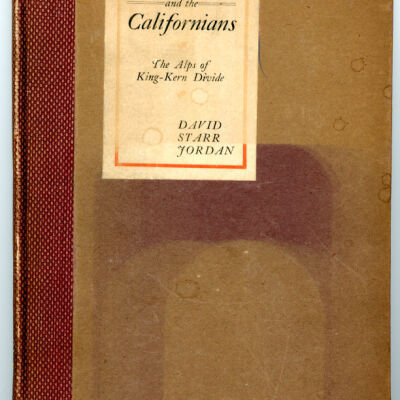 and the
Californians
The Alps of
King-Kern Divide
DAVID
STARR
JORDAN